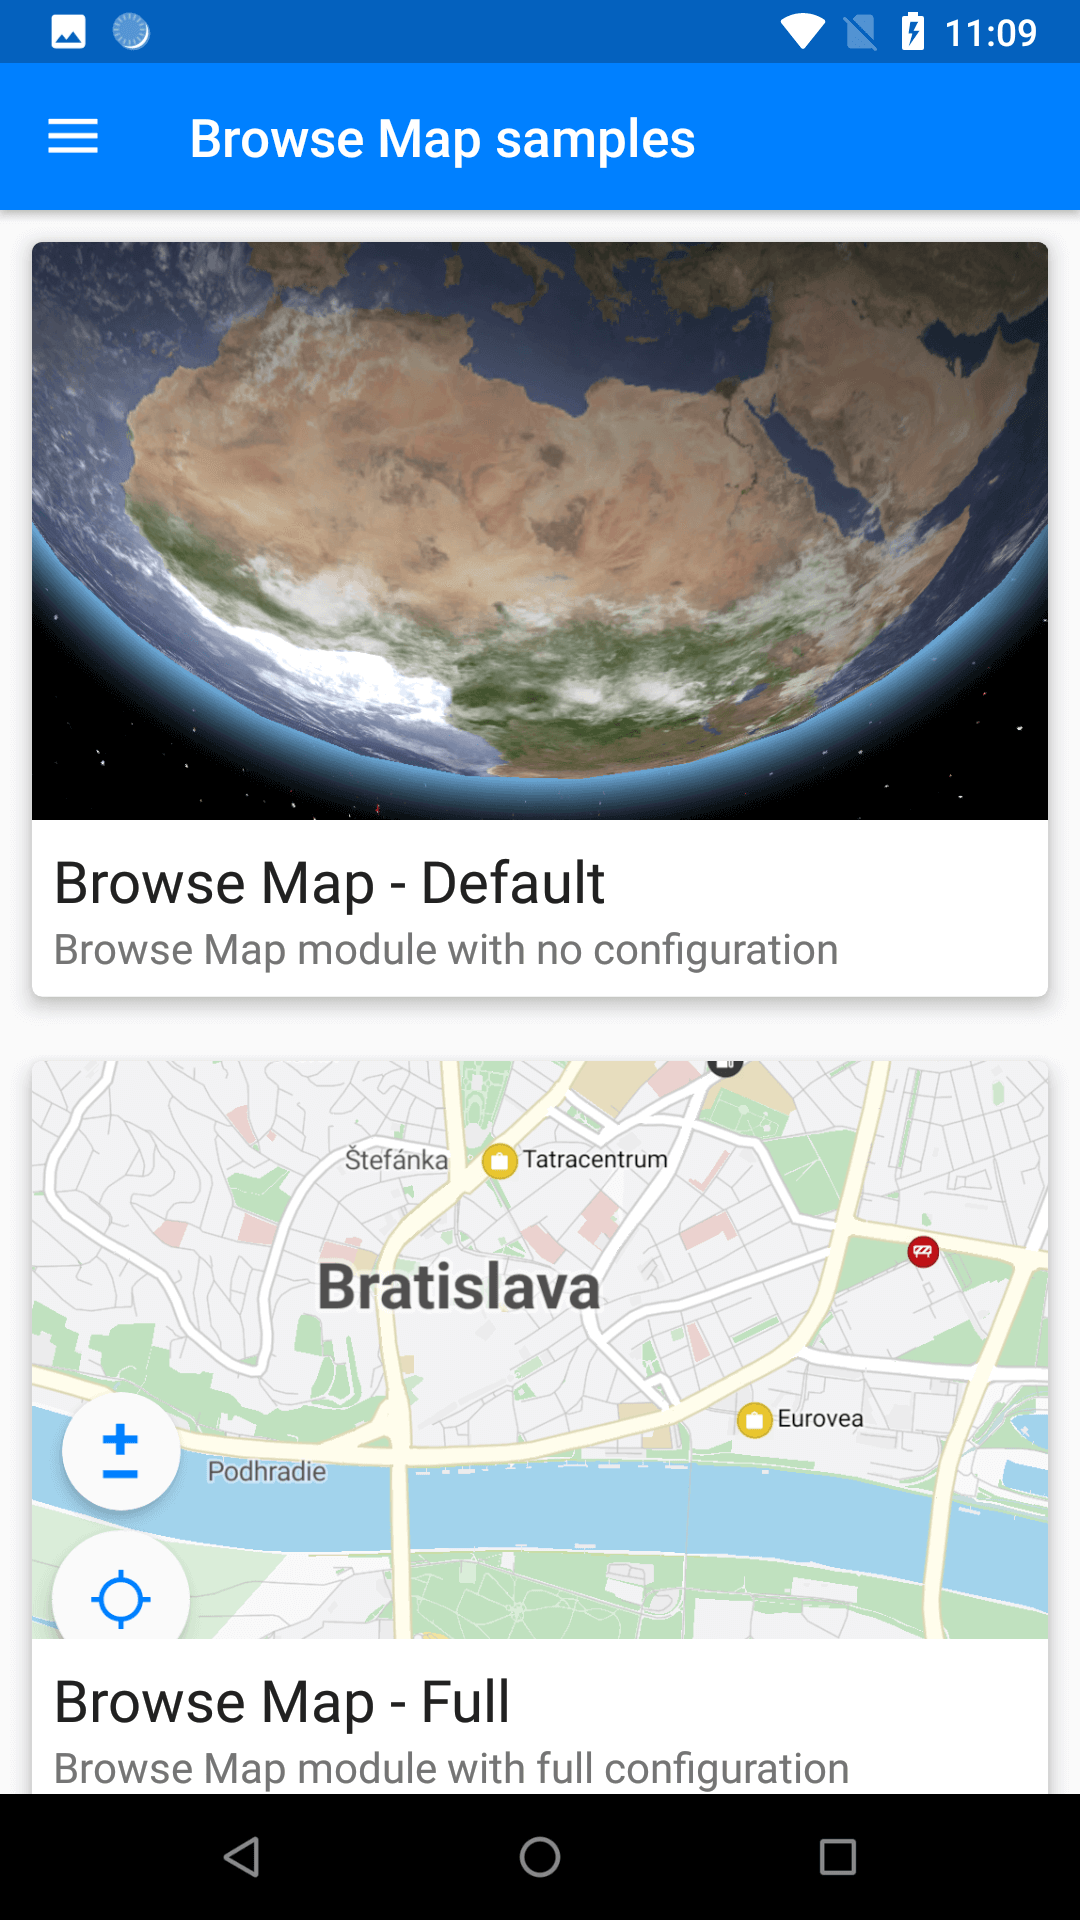 11:09
Browse Map samples
Browse Map - Default
Browse Map module with no configuration
Štefánka
Tatracentrum
Bratislava
Eurovea
Podhradie
Browse Map - Full
Browse Map module with full configuration